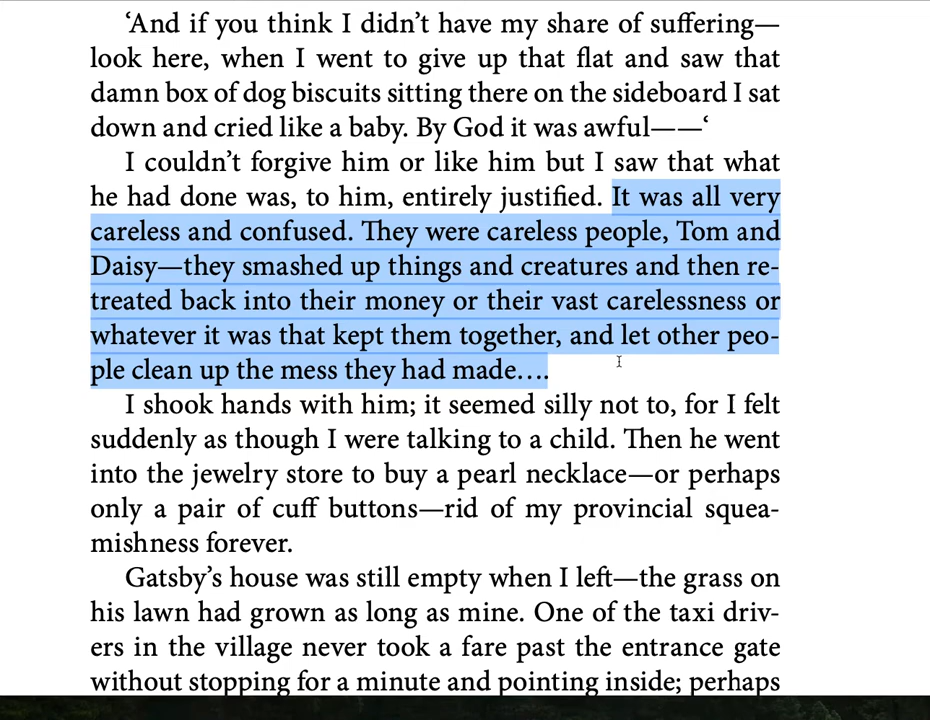 ‘And if you think I didn’t have my share of suffering—
look here, when I went to give up that flat and saw that
damn box of dog biscuits sitting there on the sideboard I sat
down and cried like a baby. By God it was awful——‘
I couldn’t forgive him or like him but I saw that what
he had done was, to him, entirely justified. It was all very
careless and confused. They were careless people, Tom and
Daisy—they smashed up things and creatures and then re-
treated back into their money or their vast carelessness or
whatever it was that kept them together, and let other peo-
ple clean up the mess they had made….
I shook hands with him; it seemed silly not to, for I felt
suddenly as though I were talking to a child. Then he went
into the jewelry store to buy a pearl necklace—or perhaps
only a pair of cuff buttons—rid of my provincial squea-
mishness forever.
Gatsby’s house was still empty when I left—the grass on
his lawn had grown as long as mine. One of the taxi driv-
ers in the village never took a fare past the entrance gate
without stopping for a minute and pointing inside; perhaps